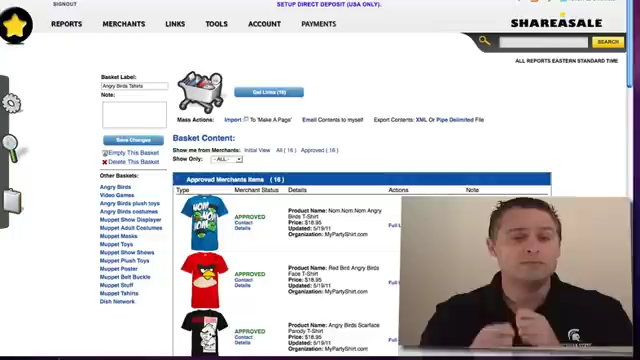 SIGNOUT
SETUP DIRECT DEPOSIT (USA ONLY).
REPORTS MERCHANTS LINKS TOOLS ACCOUNT PAYMENTS
SHAREASALE
SEARCH
ALL REPORTS EASTERN STANDARD TIME
Basket Label:
Angry Birds Tshirts
Note:
Get Links (16)
Mass Actions: Import To 'Make A Page' Email Contents to myself Export Contents: XML Or Pipe Delimited File
Save Changes
Empty This Basket
Delete This Basket
Basket Content:
Show me from Merchants: Initial View All ( 16 ) Approved ( 16 )
Show Only: - ALL -
Other Baskets:
Angry Birds
Video Games
Angry Birds plush toys
Angry Birds costumes
Muppet Show Displayer
Muppet Adult Costumes
Muppet Masks
Muppet Toys
Muppet Show Shows
Muppet Plush Toys
Muppet Poster
Muppet Belt Buckle
Muppet Stuff
Muppet Tshirts
Dish Network
Approved Merchants Items ( 16 )
Type Merchant Status Details Actions Note
NOM NOM NOM
APPROVED
Contact
Details
Product: Nom Nom Nom Angry
Birds T-Shirt
Price: $18.95
Updated: 5/19/11
Organization: MyPartyShirt.com
Full L
APPROVED
Contact
Details
Product: Red Bird Angry Birds
Face T-Shirt
Price: $18.95
Updated: 5/19/11
Organization: MyPartyShirt.com
Full L
APPROVED
Contact
Details
Product: Angry Birds Scarface
Parody T-Shirt
Price: $18.95
Updated: 5/19/11
Organization: MyPartyShirt.com
Full L